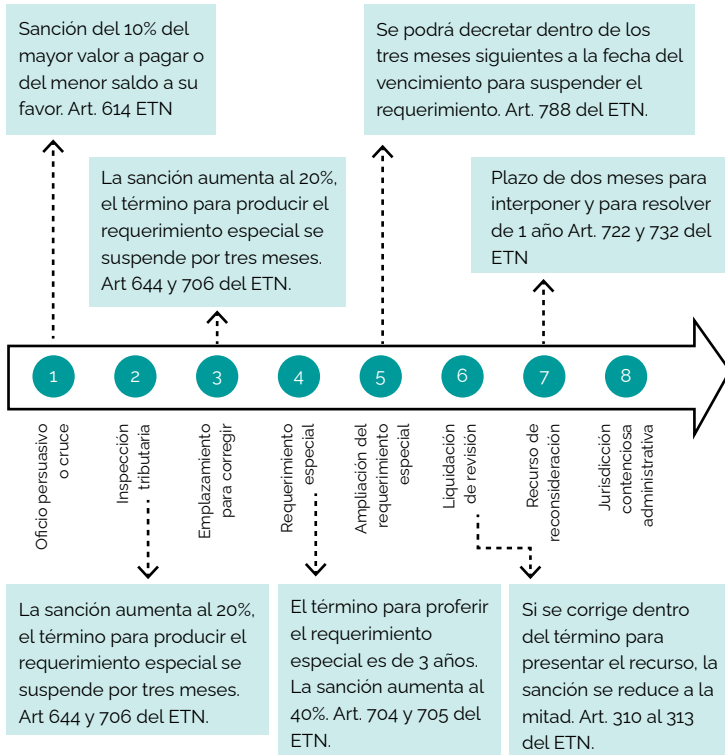 Sanción del 10% del
mayor valor a pagar o
del menor saldo a su
favor. Art. 614 ETN
Se podrá decretar dentro de los
tres meses siguientes a la fecha del
vencimiento para suspender el
requerimiento. Art. 788 del ETN.
La sanción aumenta al 20%,
el término para producir el
requerimiento especial se
suspende por tres meses.
Art 644 y 706 del ETN.
Plazo de dos meses para
interponer y para resolver
de 1 año Art. 722 y 732 del
ETN
1
2
3
4
5
6
7
8
Oficio persuasivo
o cruce
Inspección
tributaria
Emplazamiento
para corregir
Requerimiento
especial
Ampliación del
requerimiento
especial
Liquidación
de revisión
Recurso de
reconsideración
Jurisdicción
contenciosa
administrativa
La sanción aumenta al 20%,
el término para producir el
requerimiento especial se
suspende por tres meses.
Art 644 y 706 del ETN.
El término para proferir
el requerimiento
especial es de 3 años.
La sanción aumenta al
40%. Art. 704 y 705 del
ETN.
Si se corrige dentro
del término para
presentar el recurso, la
sanción se reduce a la
mitad. Art. 310 al 313
del ETN.